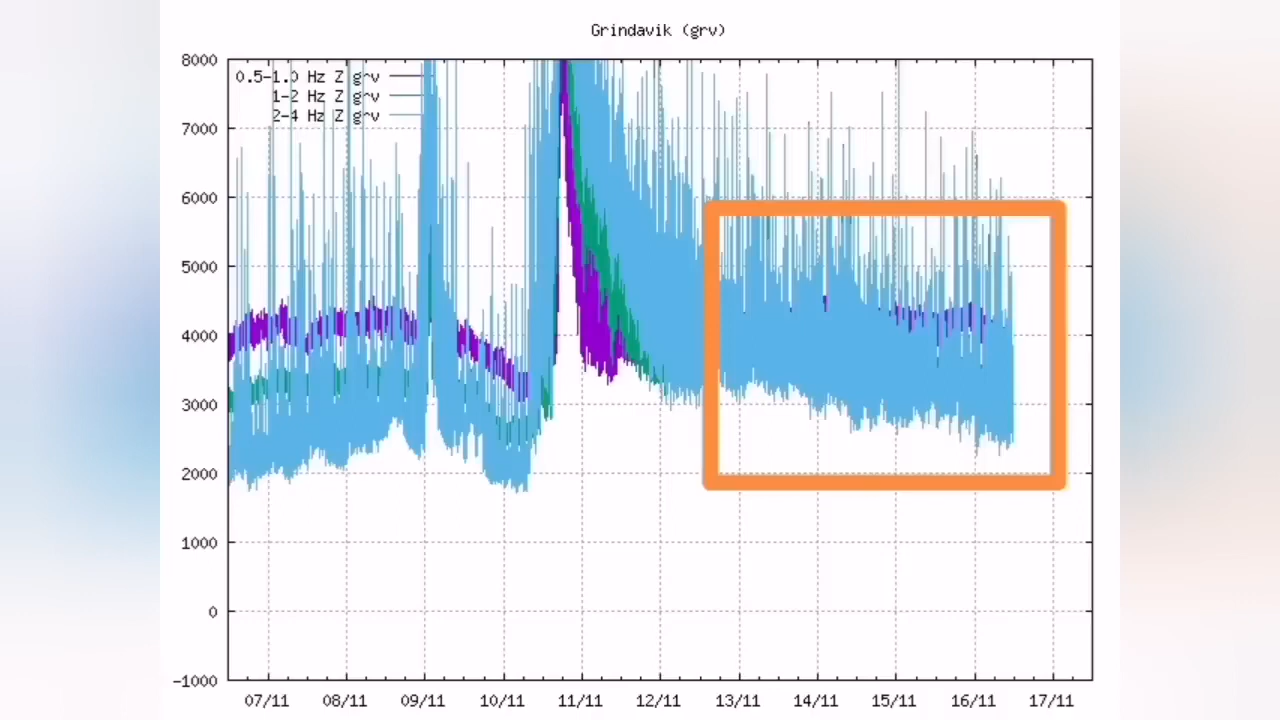 Grindavik (grv)
8000
0.5-1.0 Hz Z grv
1-2 Hz Z grv
2-4 Hz Z grv
7000
6000
5000
4000
3000
2000
1000
0
-1000
07/11 08/11 09/11 10/11 11/11 12/11 13/11 14/11 15/11 16/11 17/11